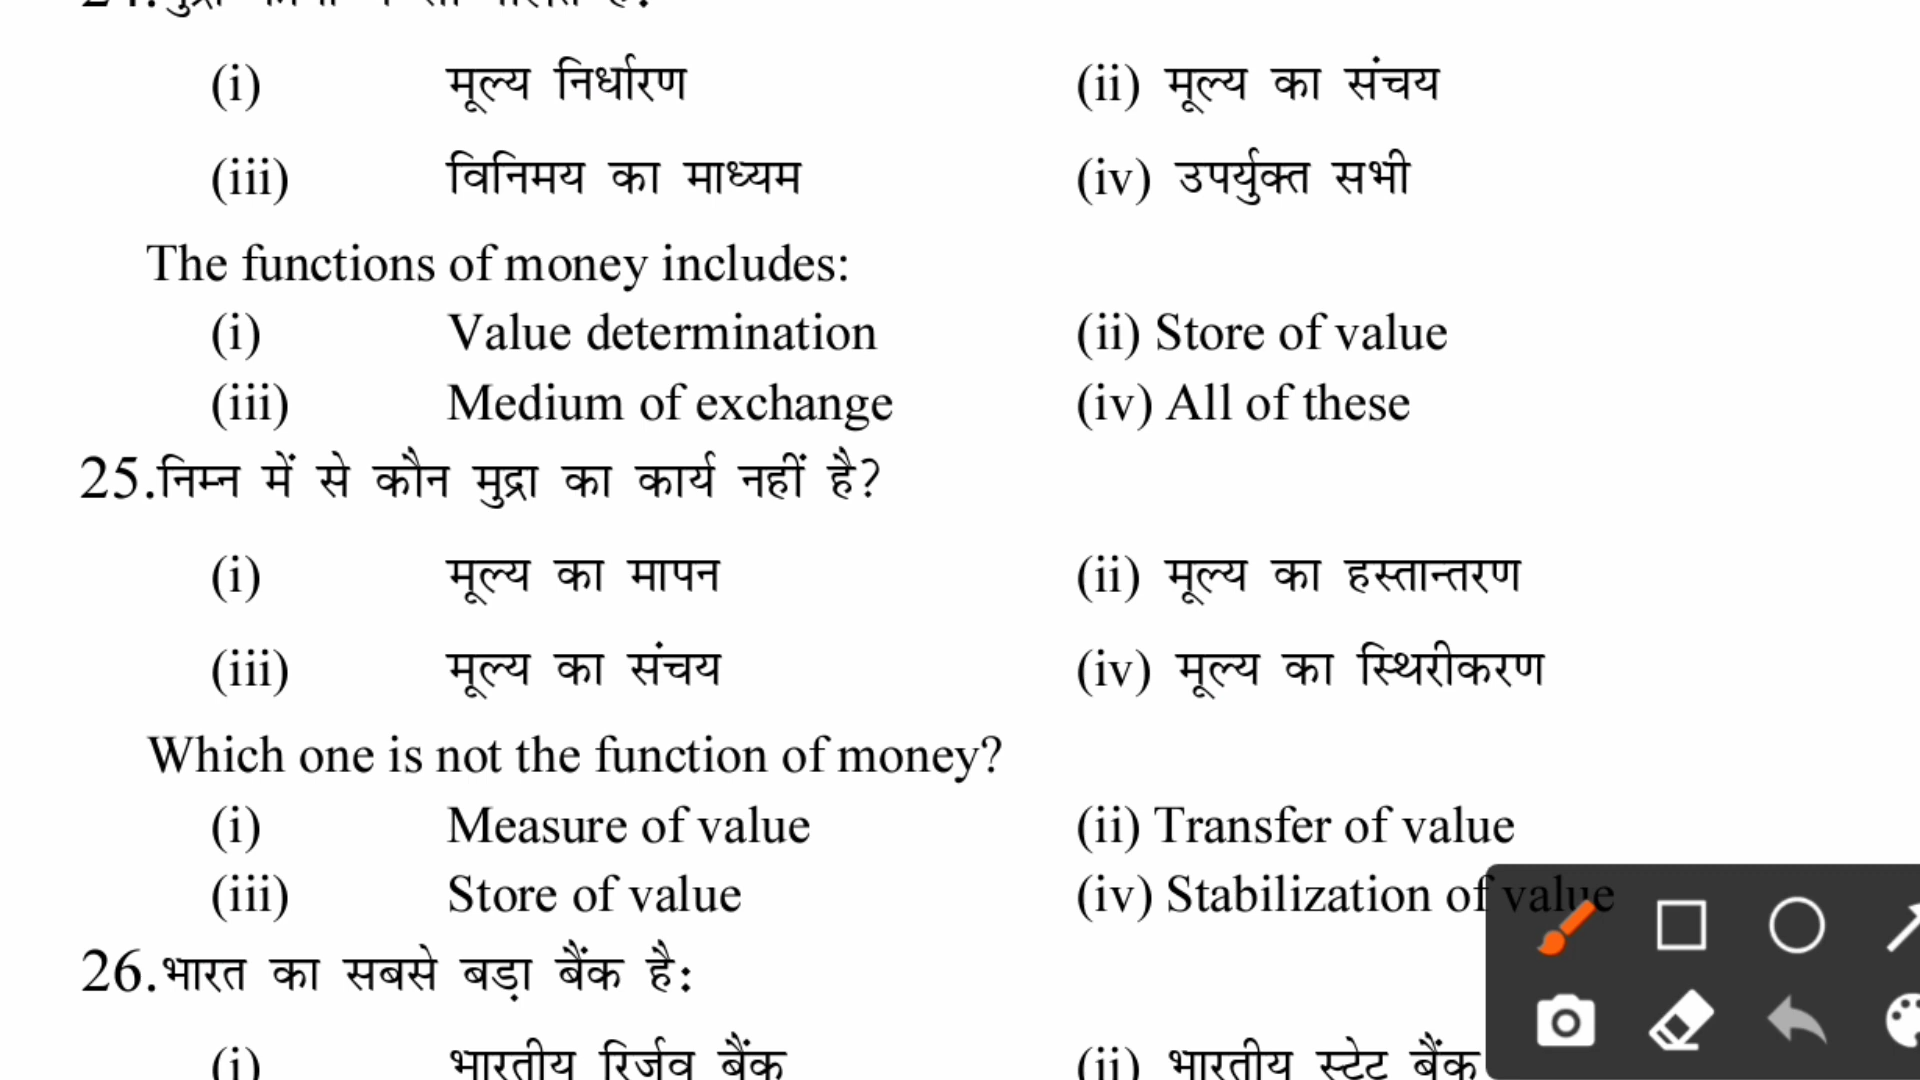 (i) मूल्य निर्धारण (ii) मूल्य का संचय
(iii) विनिमय का माध्यम (iv) उपर्युक्त सभी
The functions of money includes:
(i) Value determination (ii) Store of value
(iii) Medium of exchange (iv) All of these
25.निम्न में से कौन मुद्रा का कार्य नहीं है?
(i) मूल्य का मापन (ii) मूल्य का हस्तान्तरण
(iii) मूल्य का संचय (iv) मूल्य का स्थिरीकरण
Which one is not the function of money?
(i) Measure of value (ii) Transfer of value
(iii) Store of value (iv) Stabilization of value
26.भारत का सबसे बड़ा बैंक है:
(i) भारतीय रिर्जव बैंक (ii) भारतीय स्टेट बैंक